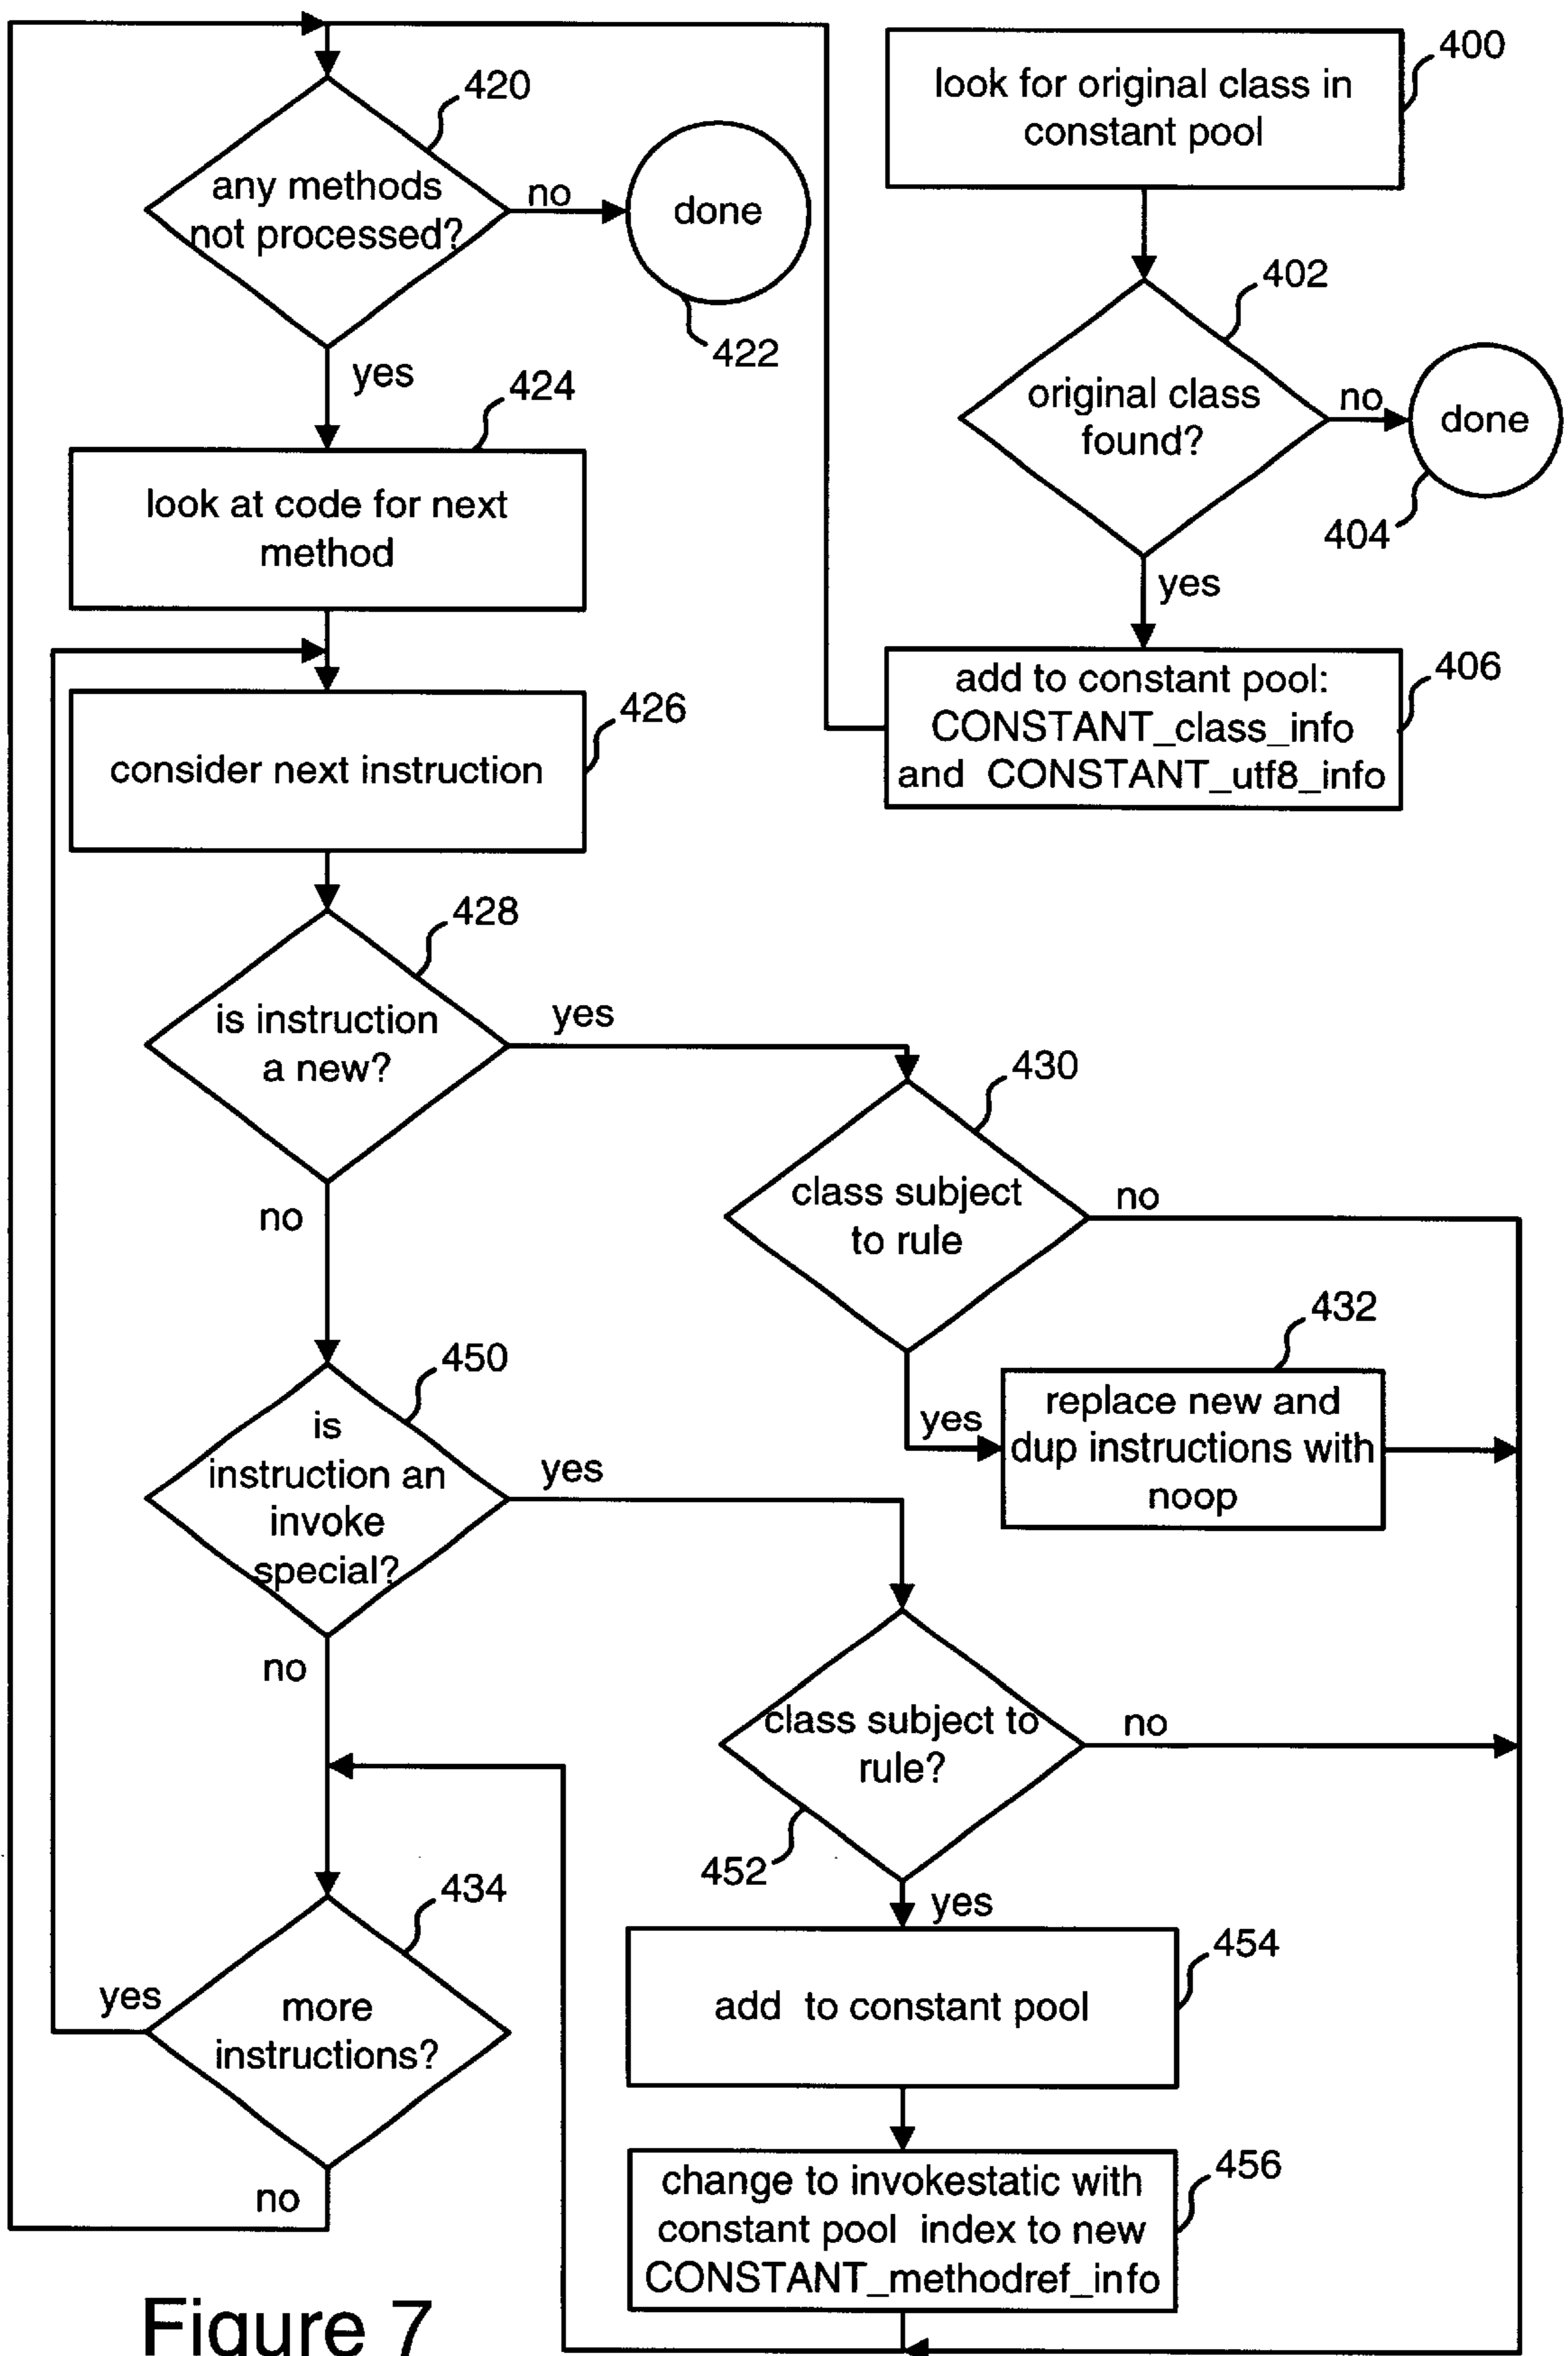 400
look for original class in
constant pool
402
original class
found?
no
done
404
yes
406
add to constant pool:
CONSTANT_class_info
and CONSTANT_utf8_info
420
any methods
not processed?
no
done
422
yes
424
look at code for next
method
426
consider next instruction
428
is instruction
a new?
yes
no
430
class subject
to rule
no
yes
432
replace new and
dup instructions with
noop
450
is
instruction an
invoke
special?
yes
no
452
class subject to
rule?
no
yes
454
add to constant pool
456
change to invokestatic with
constant pool index to new
CONSTANT_methodref_info
434
more
instructions?
yes
no
Figure 7